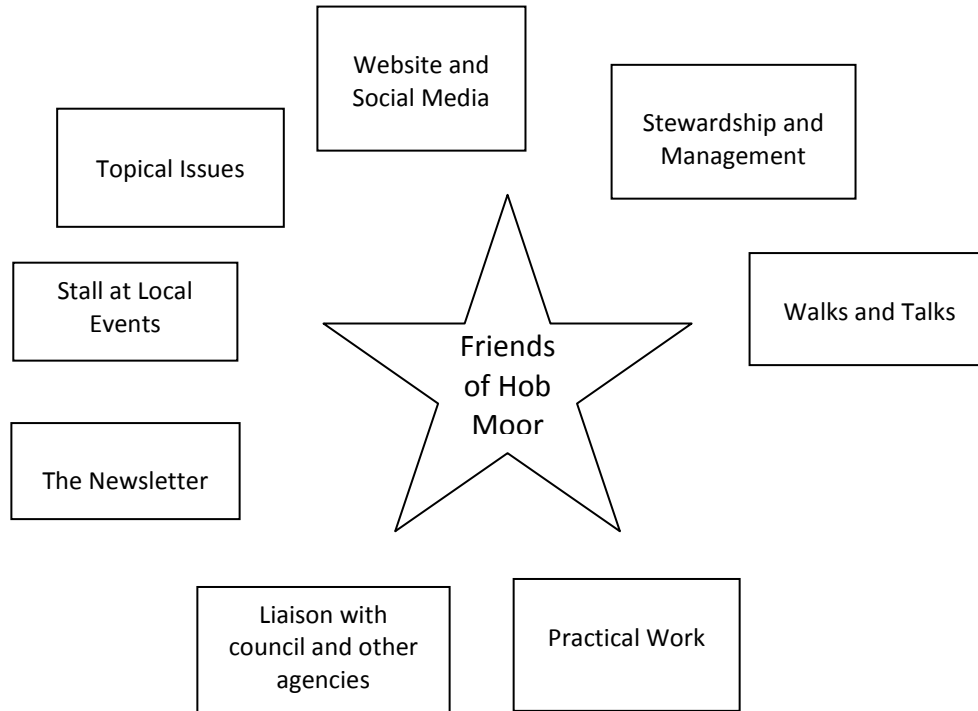 Website and
Social Media
Stewardship and
Management
Topical Issues
Stall at Local
Events
Walks and Talks
Friends
of Hob
Moor
The Newsletter
Liaison with
council and other
agencies
Practical Work